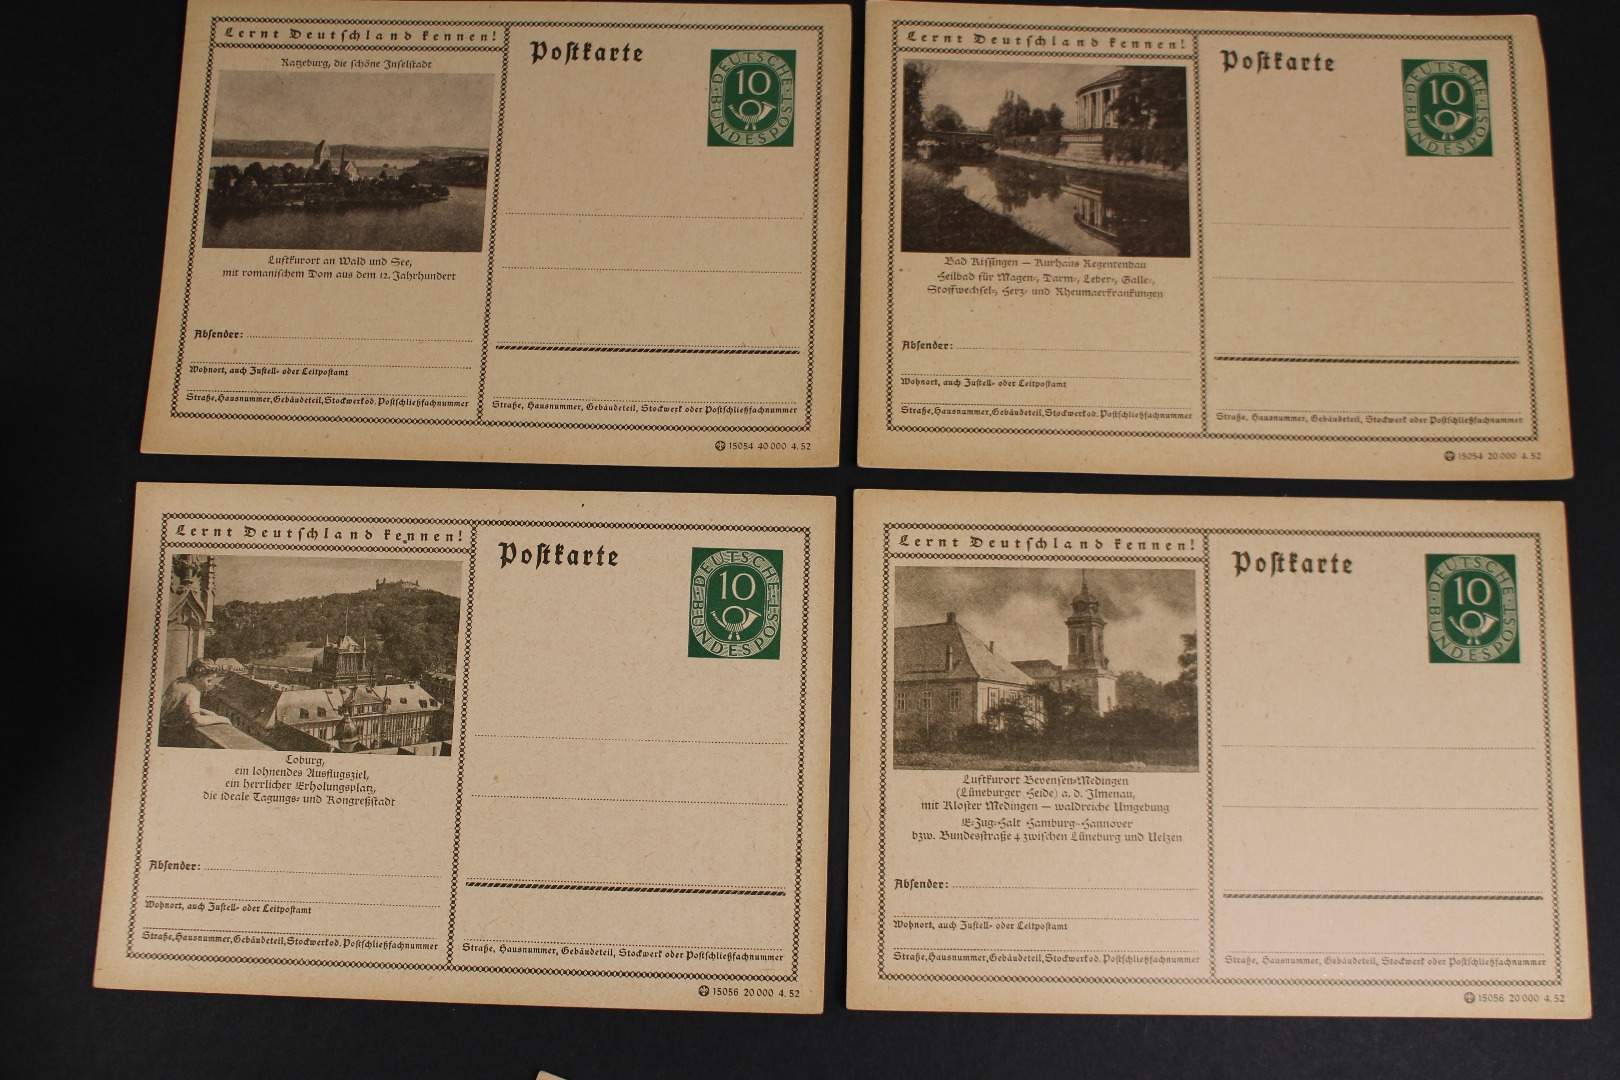 Lernt Deutschland kennen!
Ratzeburg, die schöne Inselstadt
Luftkurort an Wald und See,
mit romanischem Dom aus dem 12. Jahrhundert
Absender:
Wohnort, auch Zustell- oder Leitpostamt
Straße, Hausnummer, Gebäudeteil, Stockwerk od. Postschließfachnummer
Postkarte
DEUTSCHE BUNDESPOST
10
Straße, Hausnummer, Gebäudeteil, Stockwerk oder Postschließfachnummer
15054 40 000 4. 52
Lernt Deutschland kennen!
Bad Kissingen — Kurhaus Regentenbau
Heilbad für Magen-, Darm-, Leber-, Galle-,
Stoffwechsel-, Herz- und Rheumaerkrankungen
Absender:
Wohnort, auch Zustell- oder Leitpostamt
Straße, Hausnummer, Gebäudeteil, Stockwerk od. Postschließfachnummer
Postkarte
DEUTSCHE BUNDESPOST
10
Straße, Hausnummer, Gebäudeteil, Stockwerk oder Postschließfachnummer
15054 20 000 4. 52
Lernt Deutschland kennen!
Coburg,
ein lohnendes Ausflugsziel,
ein herrlicher Erholungsplatz,
die ideale Tagungs- und Kongreßstadt
Absender:
Wohnort, auch Zustell- oder Leitpostamt
Straße, Hausnummer, Gebäudeteil, Stockwerk od. Postschließfachnummer
Postkarte
DEUTSCHE BUNDESPOST
10
Straße, Hausnummer, Gebäudeteil, Stockwerk oder Postschließfachnummer
15056 20 000 4. 52
Lernt Deutschland kennen!
Luftkurort Bevensen-Medingen
(Lüneburger Heide) a. d. Ilmenau,
mit Kloster Medingen — waldreiche Umgebung
E-Zug-Halt Hamburg-Hannover
bzw. Bundesstraße 4 zwischen Lüneburg und Uelzen
Absender:
Wohnort, auch Zustell- oder Leitpostamt
Straße, Hausnummer, Gebäudeteil, Stockwerk od. Postschließfachnummer
Postkarte
DEUTSCHE BUNDESPOST
10
Straße, Hausnummer, Gebäudeteil, Stockwerk oder Postschließfachnummer
15056 20 000 4. 52